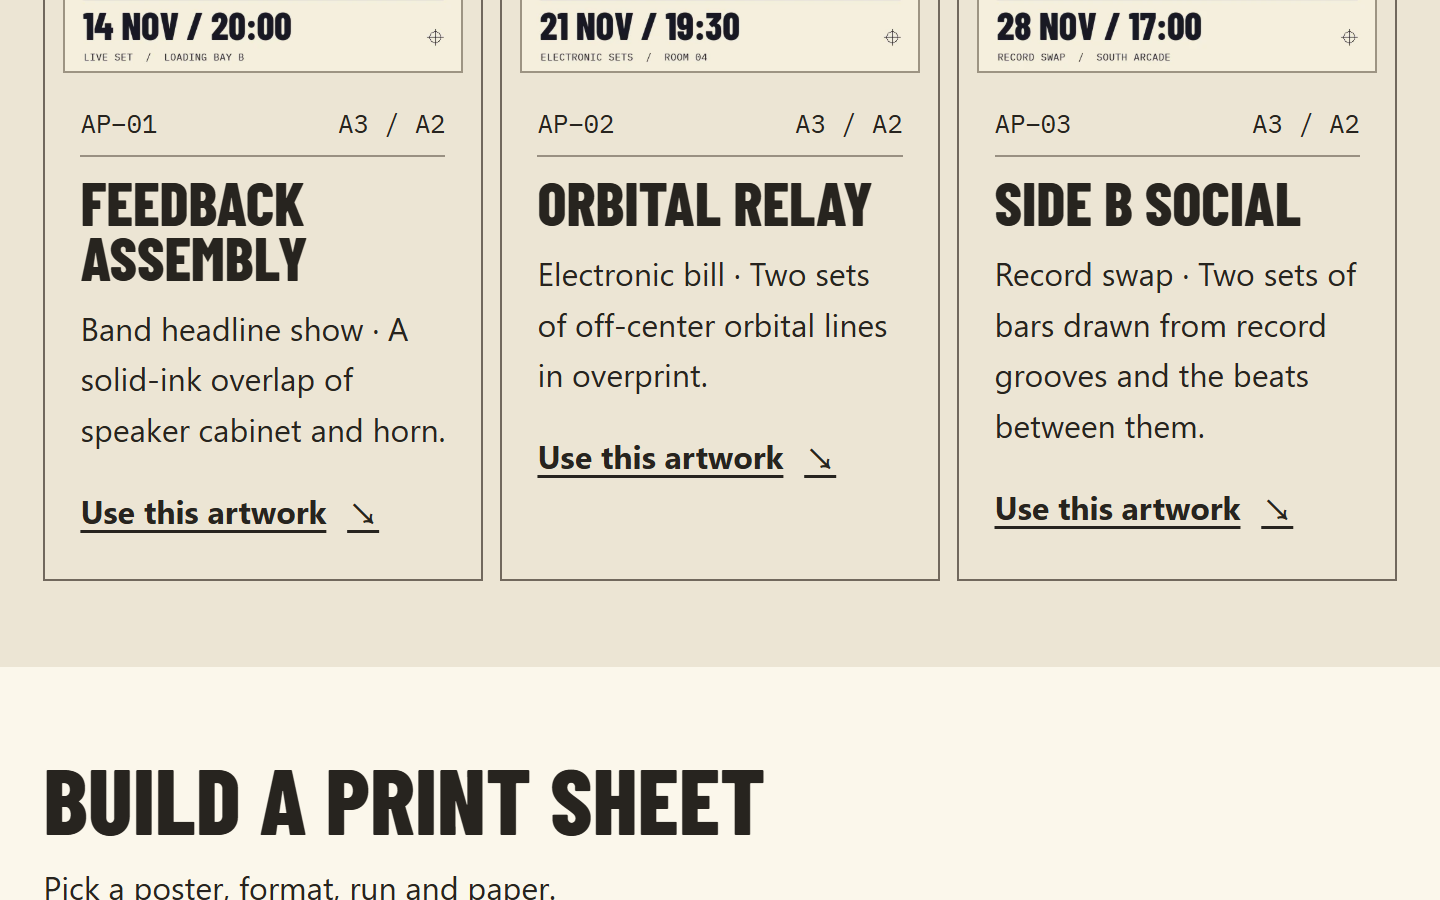 14 NOV / 20:00
LIVE SET / LOADING BAY B
AP–01 A3 / A2
FEEDBACK
ASSEMBLY
Band headline show · A
solid-ink overlap of
speaker cabinet and horn.
Use this artwork ↘
21 NOV / 19:30
ELECTRONIC SETS / ROOM 04
AP–02 A3 / A2
ORBITAL RELAY
Electronic bill · Two sets
of off-center orbital lines
in overprint.
Use this artwork ↘
28 NOV / 17:00
RECORD SWAP / SOUTH ARCADE
AP–03 A3 / A2
SIDE B SOCIAL
Record swap · Two sets of
bars drawn from record
grooves and the beats
between them.
Use this artwork ↘
BUILD A PRINT SHEET
Pick a poster, format, run and paper.